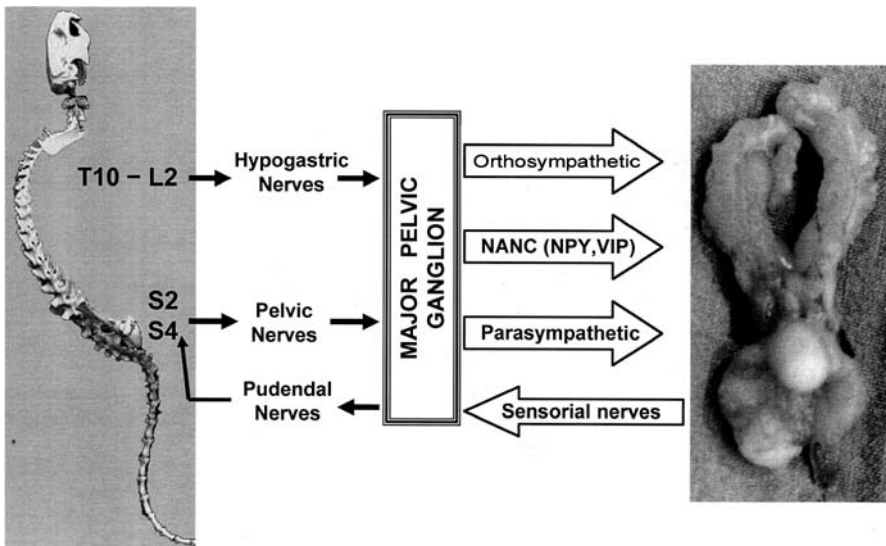 T10 – L2
Hypogastric
Nerves
S2
S4
Pelvic
Nerves
Pudendal
Nerves
MAJOR PELVIC
GANGLION
Orthosympathetic
NANC (NPY,VIP)
Parasympathetic
Sensorial nerves